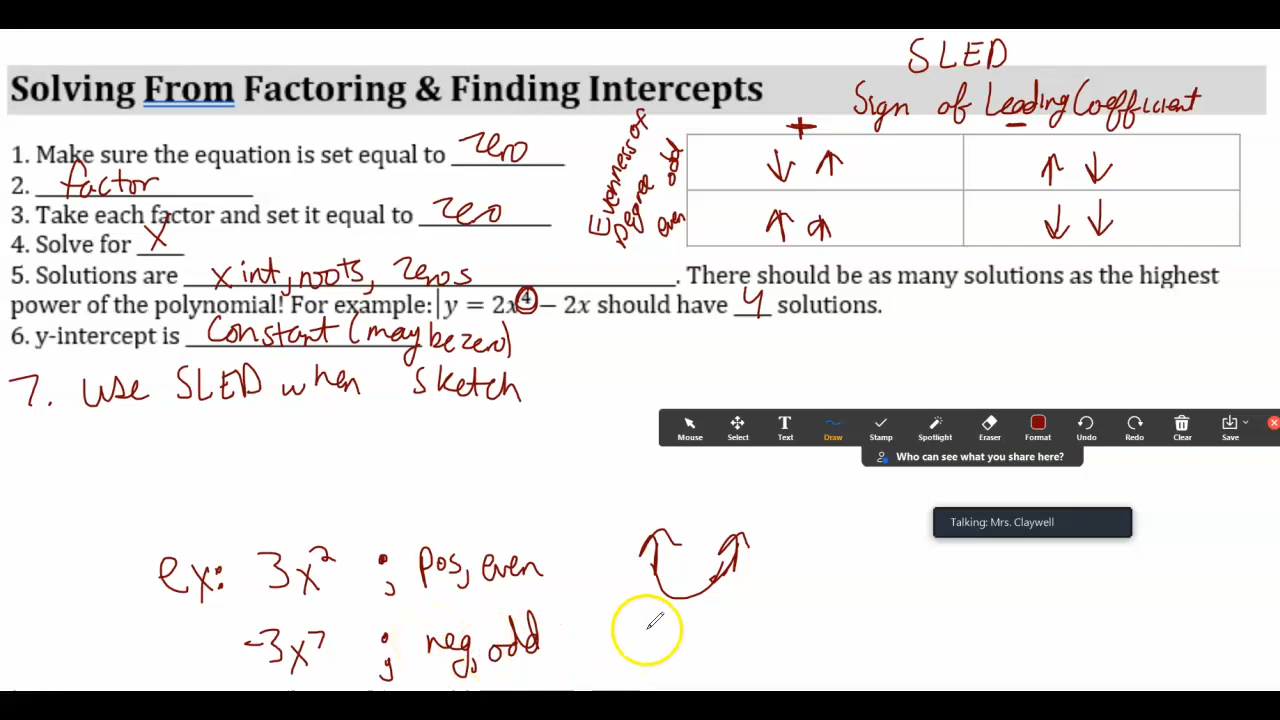 SLED
Solving From Factoring & Finding Intercepts
Sign of Leading Coefficient
+
1. Make sure the equation is set equal to zero
2. factor
3. Take each factor and set it equal to zero
4. Solve for x
Evenness of
Degree
odd
even
↓ ↑ ↑ ↓
↑ ↑ ↓ ↓
5. Solutions are x int, roots, zeros. There should be as many solutions as the highest
power of the polynomial! For example: y = 2x⁴ − 2x should have 4 solutions.
6. y-intercept is constant (may be zero)
7. use SLED when sketch
Mouse Select Text Draw Stamp Spotlight Eraser Format Undo Redo Clear Save
Who can see what you share here?
Talking: Mrs. Claywell
ex: 3x² ; pos, even
-3x⁷ ; neg, odd